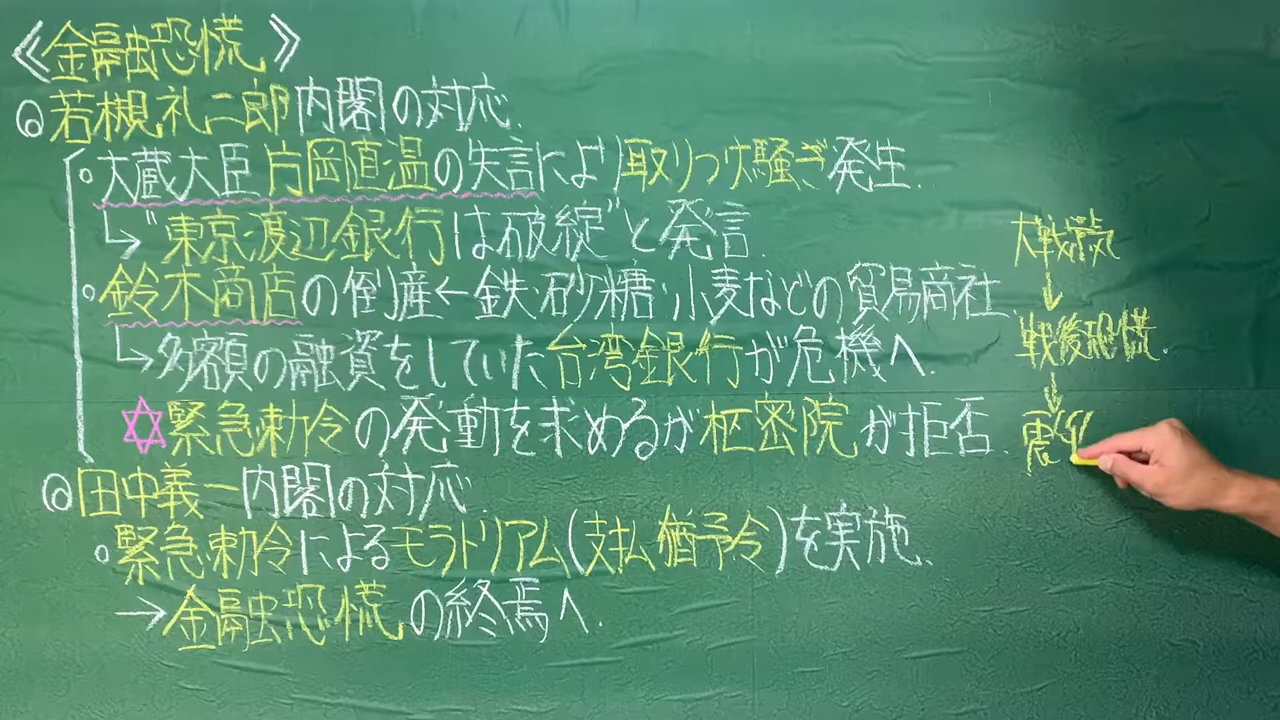 《金融恐慌》
◎若槻礼二郎内閣の対応.
・大蔵大臣片岡直温の失言により取りつけ騒ぎ発生.
↳"東京渡辺銀行は破綻"と発言.
・鈴木商店の倒産←鉄・砂糖・小麦などの貿易商社.
↳多額の融資をしていた台湾銀行が危機へ.
✡緊急勅令の発動を求めるが枢密院が拒否.
◎田中義一内閣の対応.
・緊急勅令によるモラトリアム(支払猶予令)を実施.
→金融恐慌の終焉へ.
大戦景気
↓
戦後恐慌.
↓
震